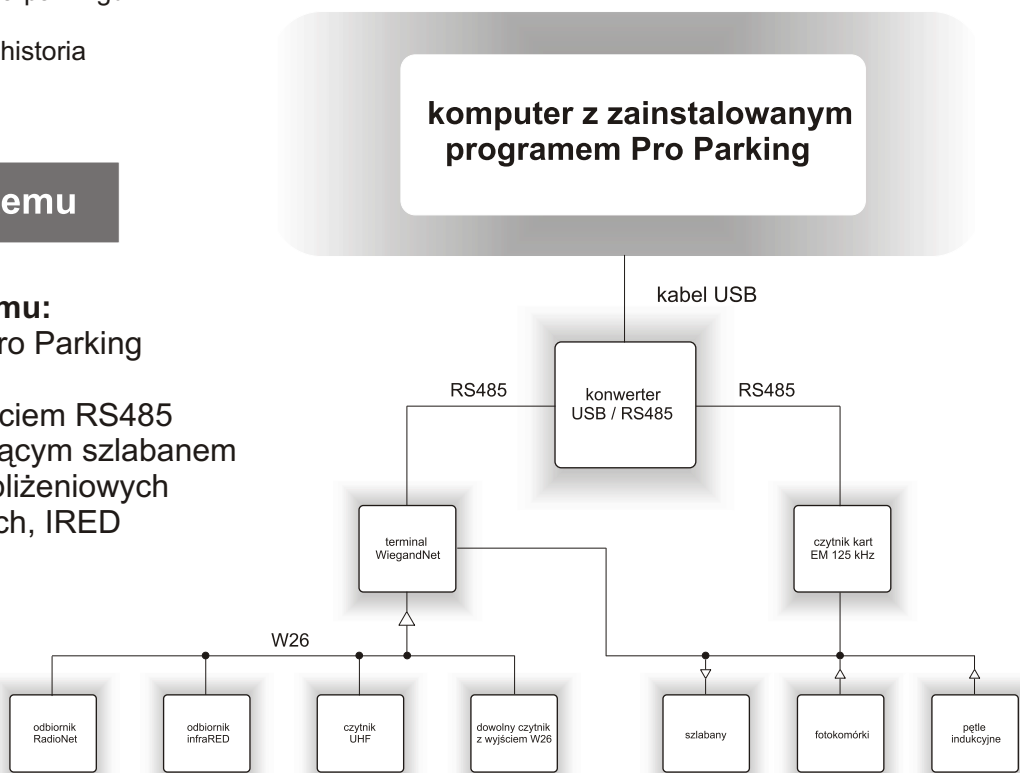 historia
emu
mu:
ro Parking
ciem RS485
ącym szlabanem
bliżeniowych
ch, IRED
komputer z zainstalowanym
programem Pro Parking
kabel USB
RS485
konwerter
USB / RS485
RS485
terminal
WiegandNet
czytnik kart
EM 125 kHz
W26
odbiornik
RadioNet
odbiornik
infraRED
czytnik
UHF
dowolny czytnik
z wyjściem W26
szlabany
fotokomórki
pętle
indukcyjne